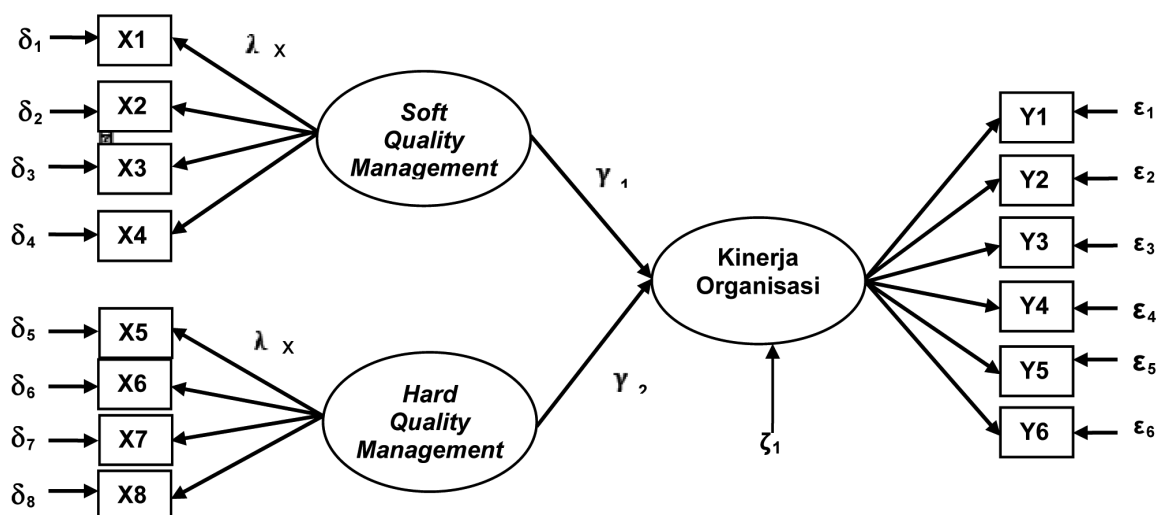 δ1
X1
λ x
δ2
X2
δ3
X3
δ4
X4
Soft
Quality
Management
γ 1
δ5
X5
λ x
δ6
X6
δ7
X7
δ8
X8
Hard
Quality
Management
γ 2
Kinerja
Organisasi
ζ1
Y1
ε1
Y2
ε2
Y3
ε3
Y4
ε4
Y5
ε5
Y6
ε6